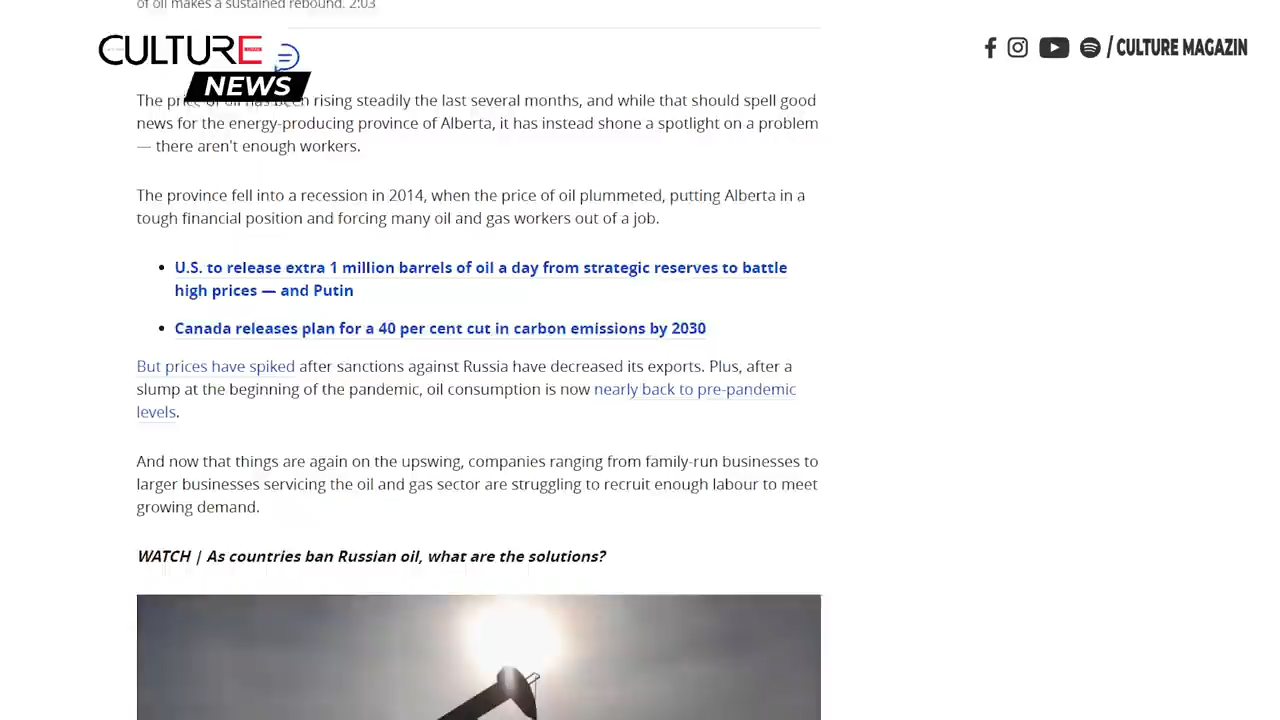 of oil makes a sustained rebound. 2:03
CULTURE
NEWS
/ CULTURE MAGAZIN
The price of oil has been rising steadily the last several months, and while that should spell good
news for the energy-producing province of Alberta, it has instead shone a spotlight on a problem
— there aren't enough workers.
The province fell into a recession in 2014, when the price of oil plummeted, putting Alberta in a
tough financial position and forcing many oil and gas workers out of a job.
• U.S. to release extra 1 million barrels of oil a day from strategic reserves to battle
high prices — and Putin
• Canada releases plan for a 40 per cent cut in carbon emissions by 2030
But prices have spiked after sanctions against Russia have decreased its exports. Plus, after a
slump at the beginning of the pandemic, oil consumption is now nearly back to pre-pandemic
levels.
And now that things are again on the upswing, companies ranging from family-run businesses to
larger businesses servicing the oil and gas sector are struggling to recruit enough labour to meet
growing demand.
WATCH | As countries ban Russian oil, what are the solutions?